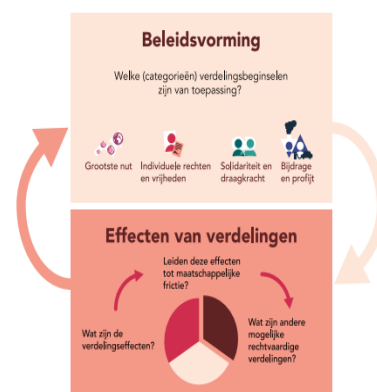 Beleidsvorming
Welke (categorieën) verdelingsbeginselen
zijn van toepassing?
Grootste nut
Individuele rechten
en vrijheden
Solidariteit en
draagkracht
Bijdrage
en profijt
Effecten van verdelingen
Leiden deze effecten
tot maatschappelijke
frictie?
Wat zijn de
verdelingseffecten?
Wat zijn andere
mogelijke
rechtvaardige
verdelingen?